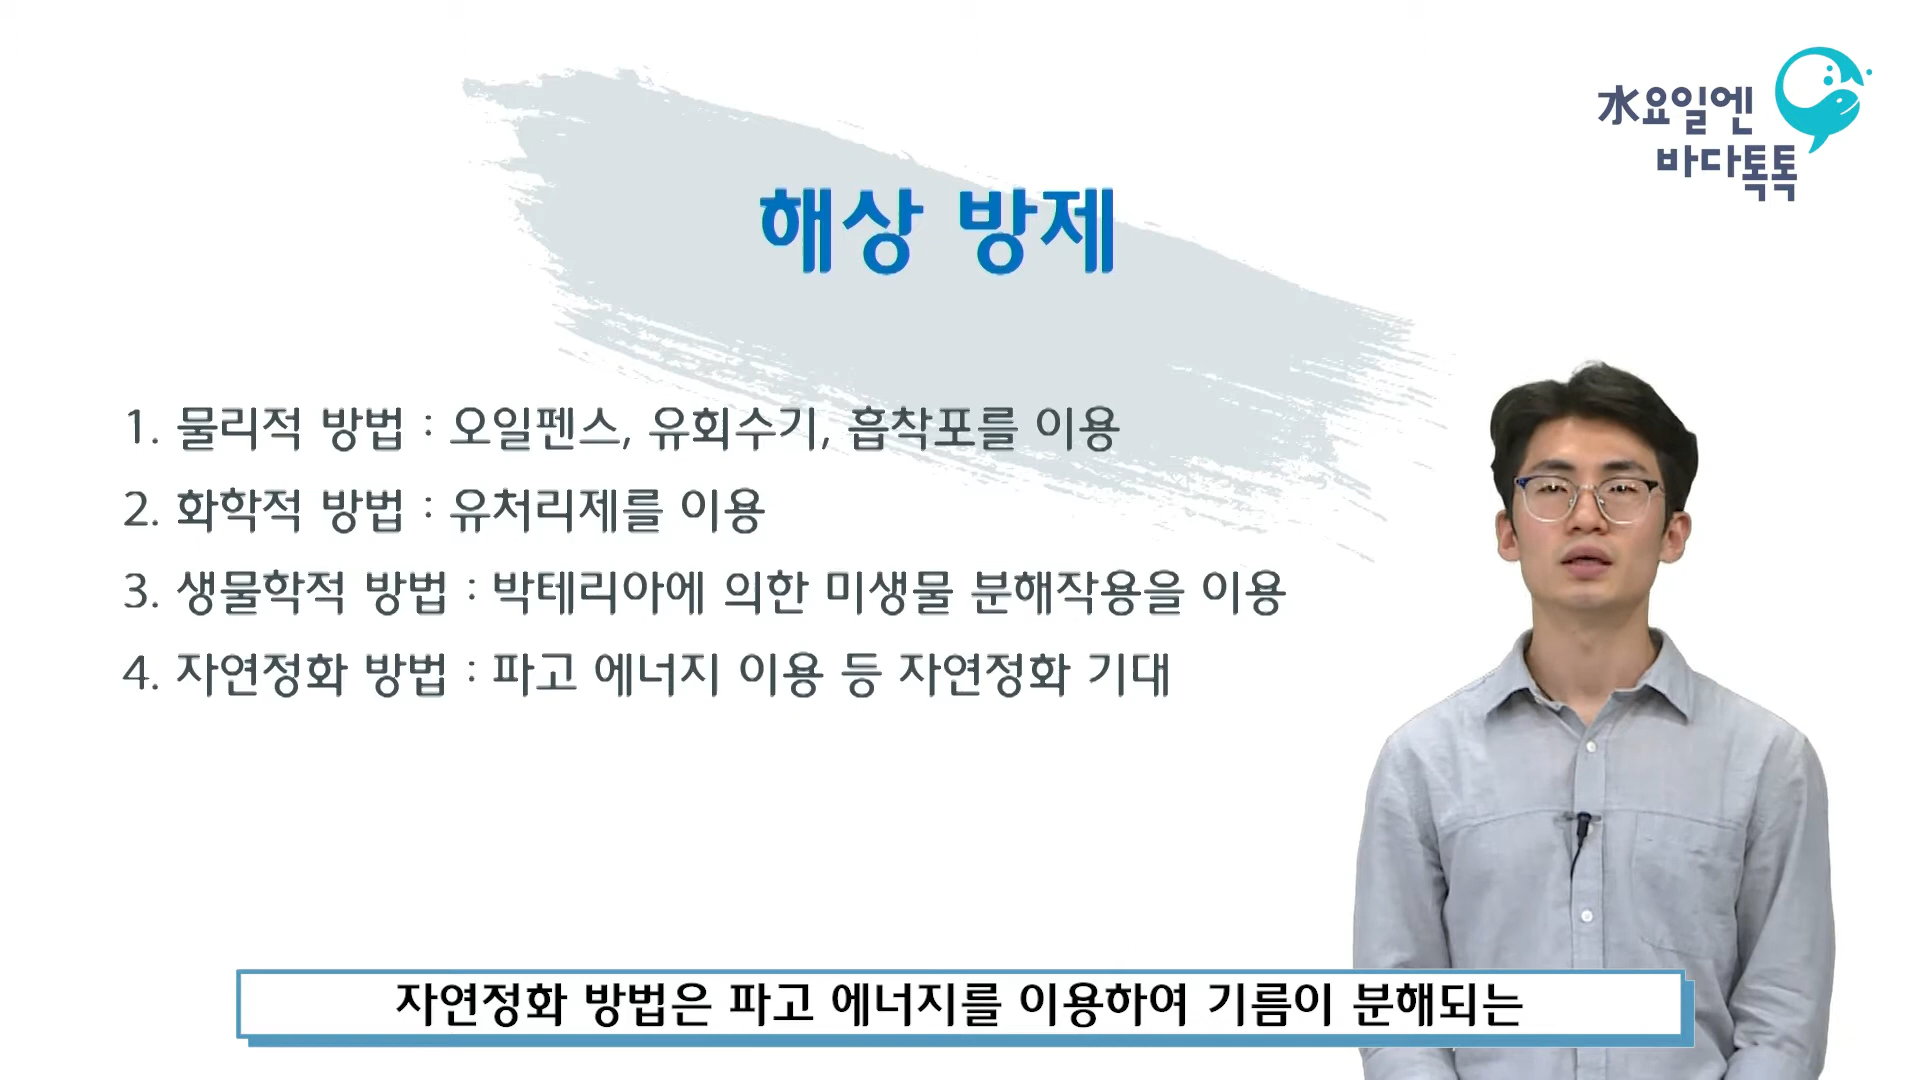 水요일엔
바다톡톡
해상 방제
1. 물리적 방법 : 오일펜스, 유회수기, 흡착포를 이용
2. 화학적 방법 : 유처리제를 이용
3. 생물학적 방법 : 박테리아에 의한 미생물 분해작용을 이용
4. 자연정화 방법 : 파고 에너지 이용 등 자연정화 기대
자연정화 방법은 파고 에너지를 이용하여 기름이 분해되는